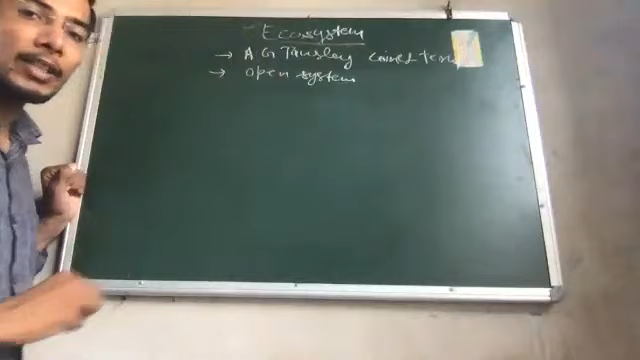 Ecosystem
→ A G Tansley coined term
→ open system